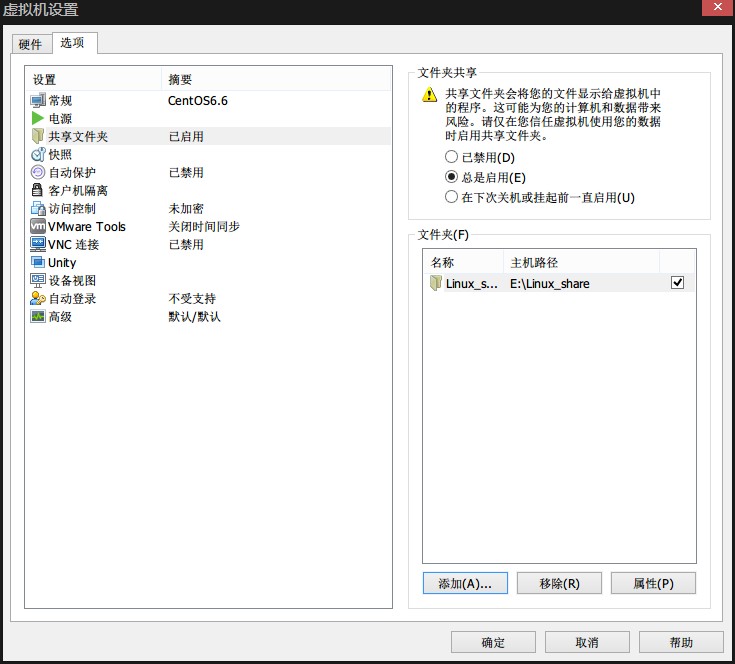 虚拟机设置
硬件 选项
设置 摘要
常规 CentOS6.6
电源
共享文件夹 已启用
快照
自动保护 已禁用
客户机隔离
访问控制 未加密
VMware Tools 关闭时间同步
VNC 连接 已禁用
Unity
设备视图
自动登录 不受支持
高级 默认/默认
文件夹共享
共享文件夹会将您的文件显示给虚拟机中
的程序。这可能为您的计算机和数据带来
风险。请仅在您信任虚拟机使用您的数据
时启用共享文件夹。
已禁用(D)
总是启用(E)
在下次关机或挂起前一直启用(U)
文件夹(F)
名称 主机路径
Linux_s... E:\Linux_share
添加(A)... 移除(R) 属性(P)
确定 取消 帮助